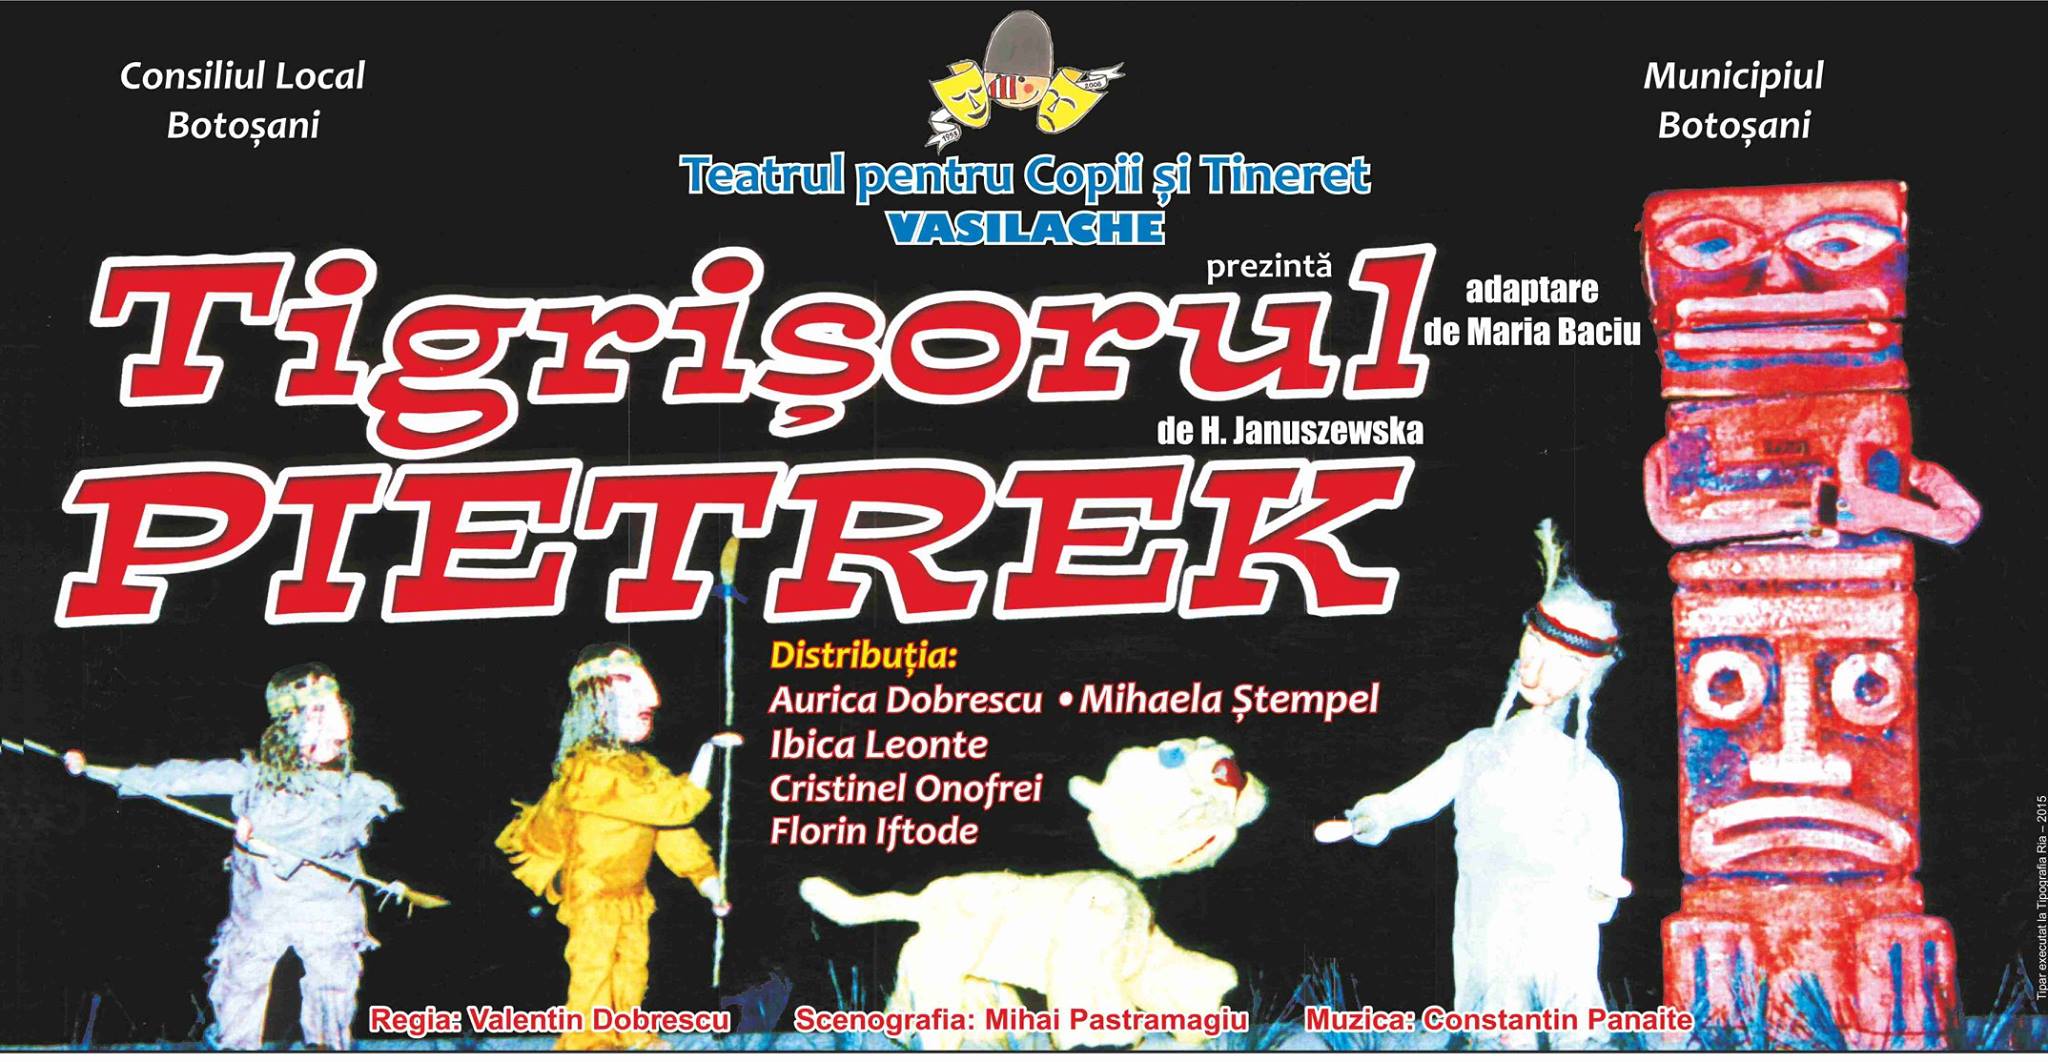 Consiliul Local
Botoșani
Municipiul
Botoșani
1958
2008
Teatrul pentru Copii și Tineret
VASILACHE
prezintă
Tigrișorul
adaptare
de Maria Baciu
de H. Januszewska
PIETREK
Distribuția:
Aurica Dobrescu • Mihaela Ștempel
Ibica Leonte
Cristinel Onofrei
Florin Iftode
Regia: Valentin Dobrescu
Scenografia: Mihai Pastramagiu
Muzica: Constantin Panaite
Tipar executat la Tipografia Ria – 2015